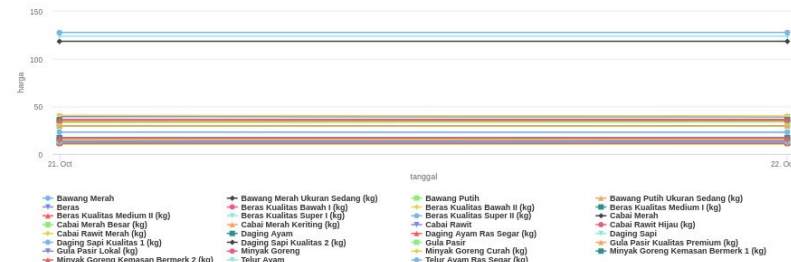 150
100
harga
50
0
21. Oct
tanggal
Bawang Merah
Bawang Merah Ukuran Sedang (kg)
Bawang Putih
Bawang Putih Ukuran Sedang (kg)
Beras
Beras Kualitas Bawah I (kg)
Beras Kualitas Bawah II (kg)
Beras Kualitas Medium I (kg)
Beras Kualitas Medium II (kg)
Beras Kualitas Super I (kg)
Beras Kualitas Super II (kg)
Cabai Merah
Cabai Merah Besar (kg)
Cabai Merah Keriting (kg)
Cabai Rawit
Cabai Rawit Hijau (kg)
Cabai Rawit Merah (kg)
Daging Ayam
Daging Ayam Ras Segar (kg)
Daging Sapi
Daging Sapi Kualitas 1 (kg)
Daging Sapi Kualitas 2 (kg)
Gula Pasir
Gula Pasir Kualitas Premium (kg)
Gula Pasir Lokal (kg)
Minyak Goreng
Minyak Goreng Curah (kg)
Minyak Goreng Kemasan Bermerk 1 (kg)
Minyak Goreng Kemasan Bermerk 2 (kg)
Telur Ayam
Telur Ayam Ras Segar (kg)